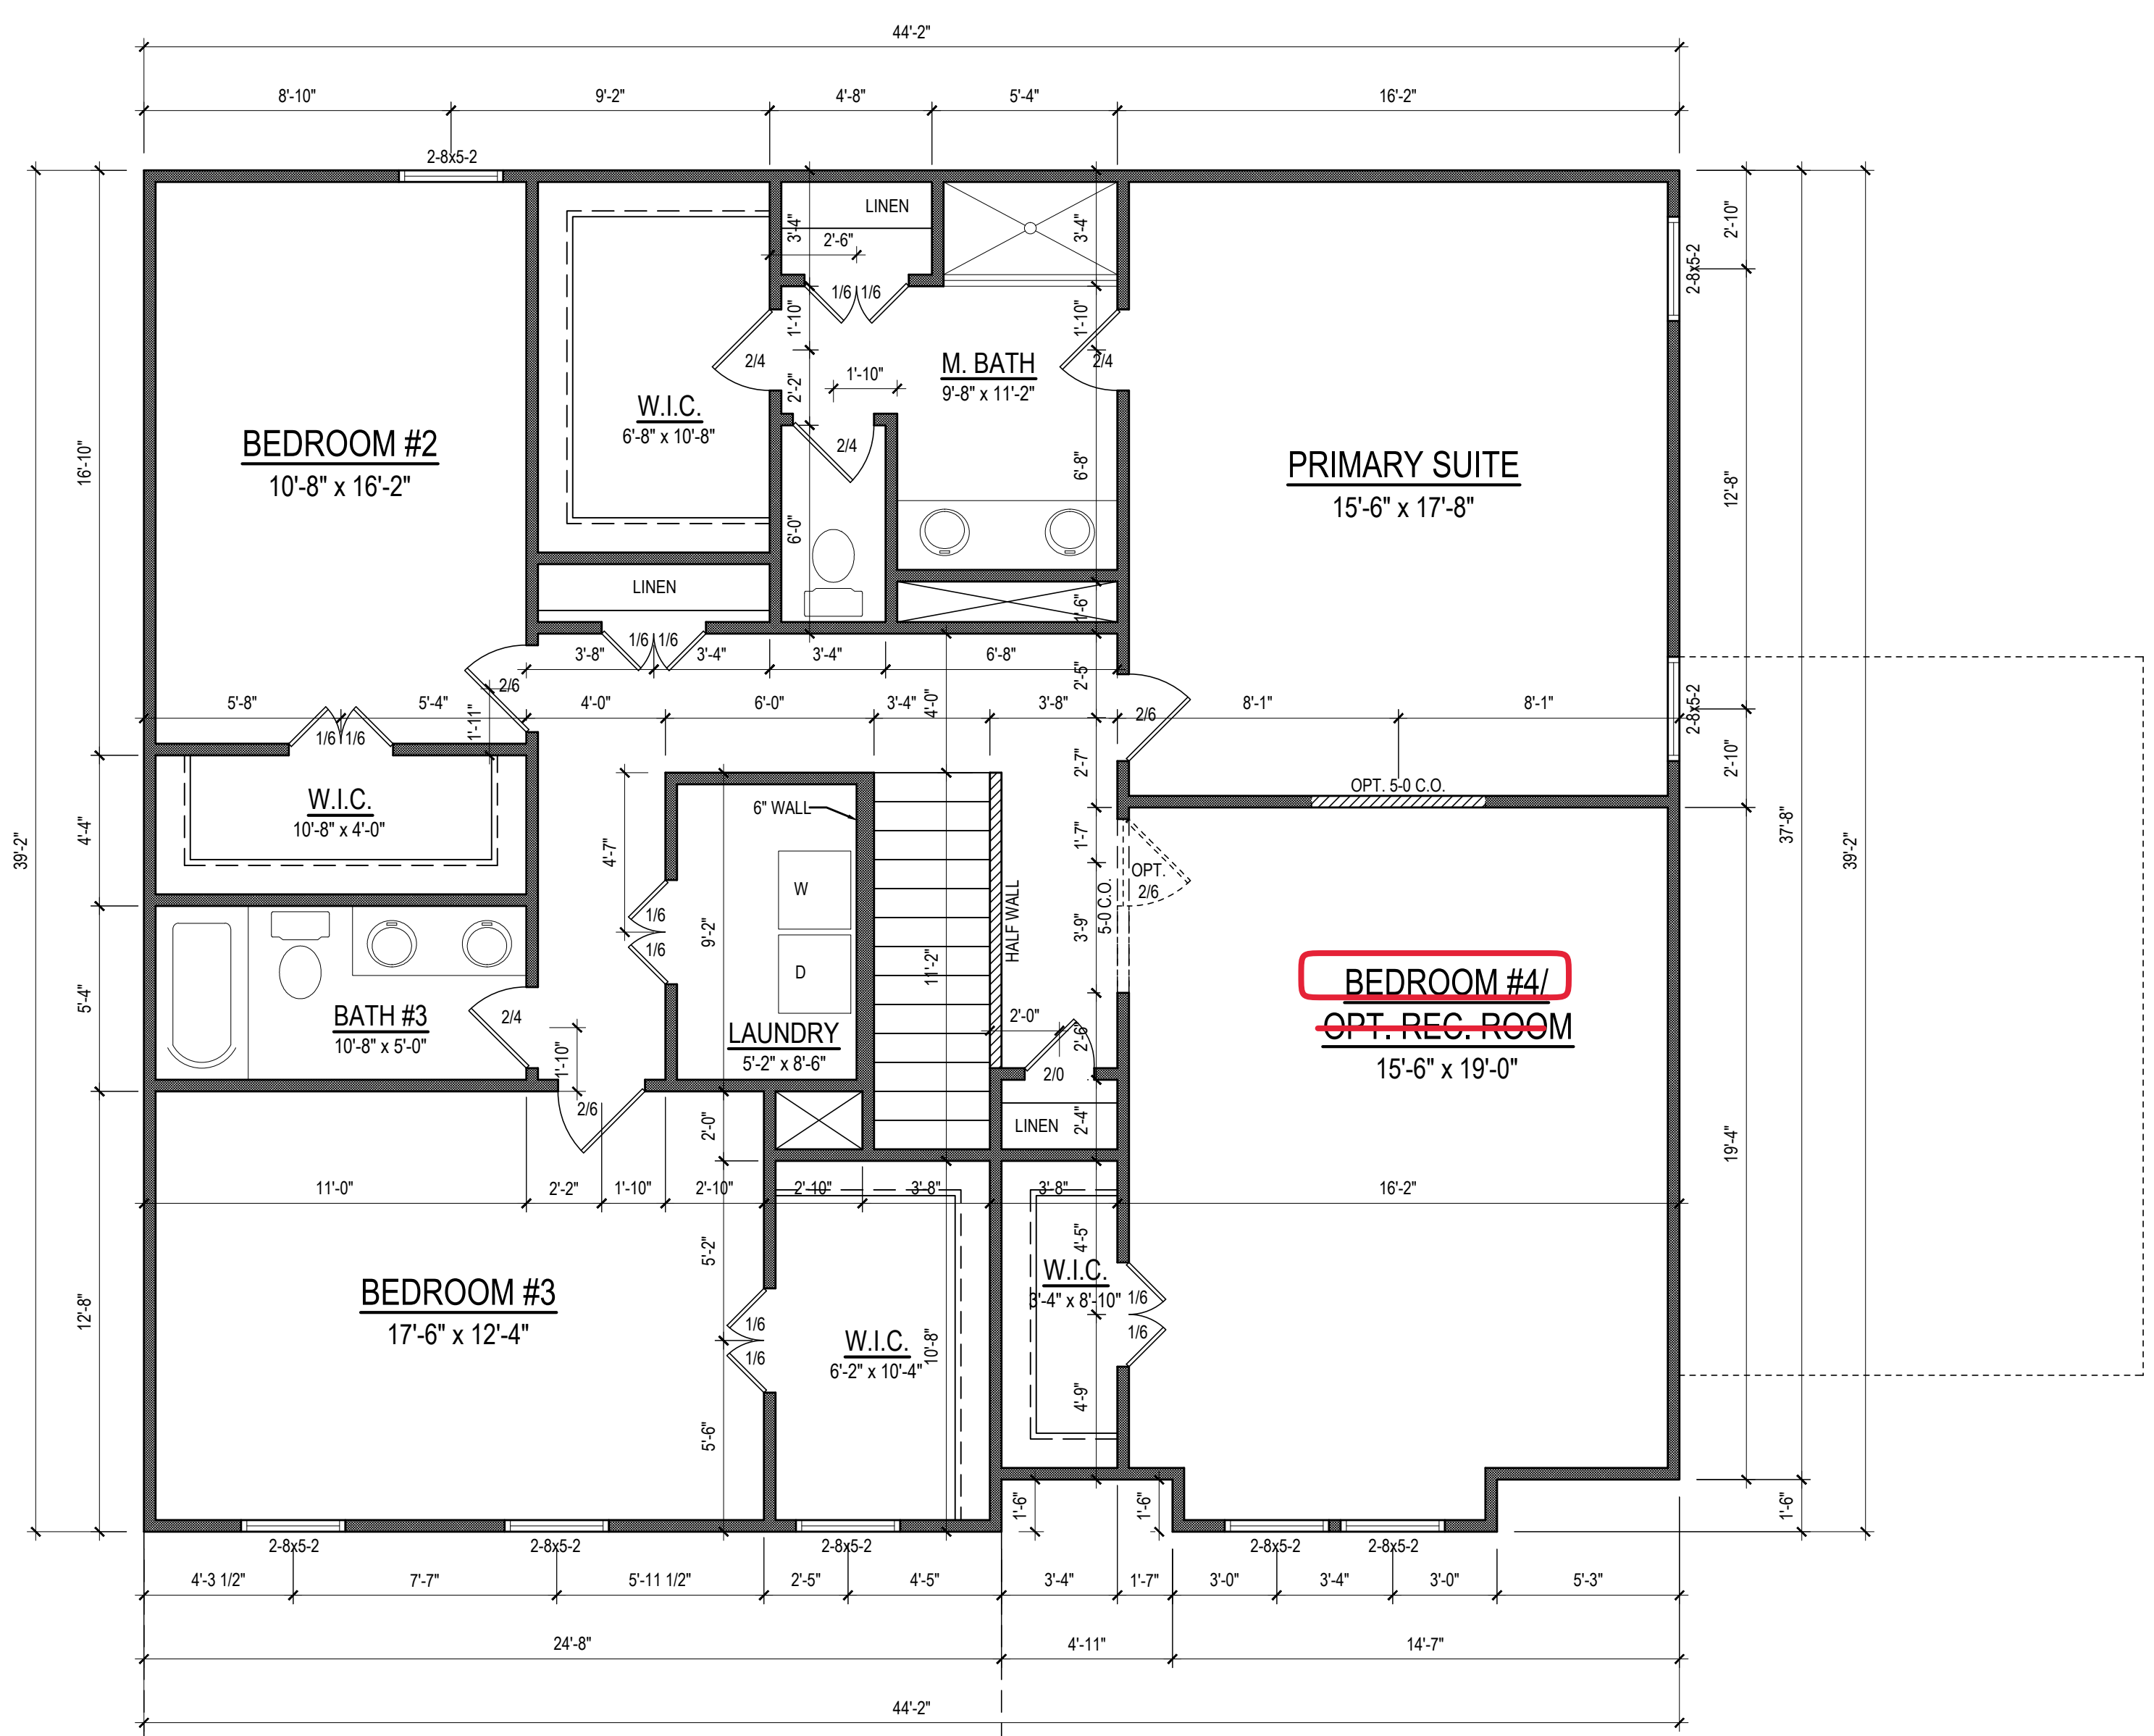 44'-2"
8'-10" 9'-2" 4'-8" 5'-4" 16'-2"
2-8x5-2
LINEN
3'-4"
2'-6"
3'-4"
2'-10"
2-8x5-2
1/6 1/6
1'-10"
1'-10"
2/4
2/4
M. BATH
9'-8" x 11'-2"
1'-10"
2'-2"
W.I.C.
6'-8" x 10'-8"
BEDROOM #2
10'-8" x 16'-2"
16'-10"
2/4
6'-8"
PRIMARY SUITE
15'-6" x 17'-8"
12'-8"
6'-0"
LINEN
1'-6"
1/6 1/6
3'-8" 3'-4" 3'-4" 6'-8"
2'-5"
2/6
5'-8" 5'-4" 4'-0" 6'-0" 3'-4" 3'-8" 8'-1" 8'-1"
4'-0"
1'-11"
2/6
2-8x5-2
1/6 1/6
2'-7"
2'-10"
OPT. 5-0 C.O.
W.I.C.
10'-8" x 4'-0"
4'-4"
39'-2"
6" WALL
4'-7"
1'-7"
37'-8"
39'-2"
OPT.
2/6
5-0 C.O.
W
HALF WALL
1/6
1/6
9'-2"
3'-9"
D
11'-2"
BEDROOM #4/
OPT. REC. ROOM
15'-6" x 19'-0"
5'-4"
BATH #3
10'-8" x 5'-0"
2/4
1'-10"
LAUNDRY
5'-2" x 8'-6"
2'-0"
2'-6"
2/0
2/6
2'-0"
LINEN
2'-4"
19'-4"
11'-0" 2'-2" 1'-10" 2'-10" 2'-10" 3'-8" 3'-8" 16'-2"
5'-2"
4'-5"
W.I.C.
3'-4" x 8'-10"
1/6
1/6
BEDROOM #3
17'-6" x 12'-4"
12'-8"
1/6
1/6
W.I.C.
6'-2" x 10'-4"
10'-8"
4'-9"
5'-6"
1'-6"
1'-6"
1'-6"
2-8x5-2 2-8x5-2 2-8x5-2 2-8x5-2 2-8x5-2
4'-3 1/2" 7'-7" 5'-11 1/2" 2'-5" 4'-5" 3'-4" 1'-7" 3'-0" 3'-4" 3'-0" 5'-3"
24'-8" 4'-11" 14'-7"
44'-2"